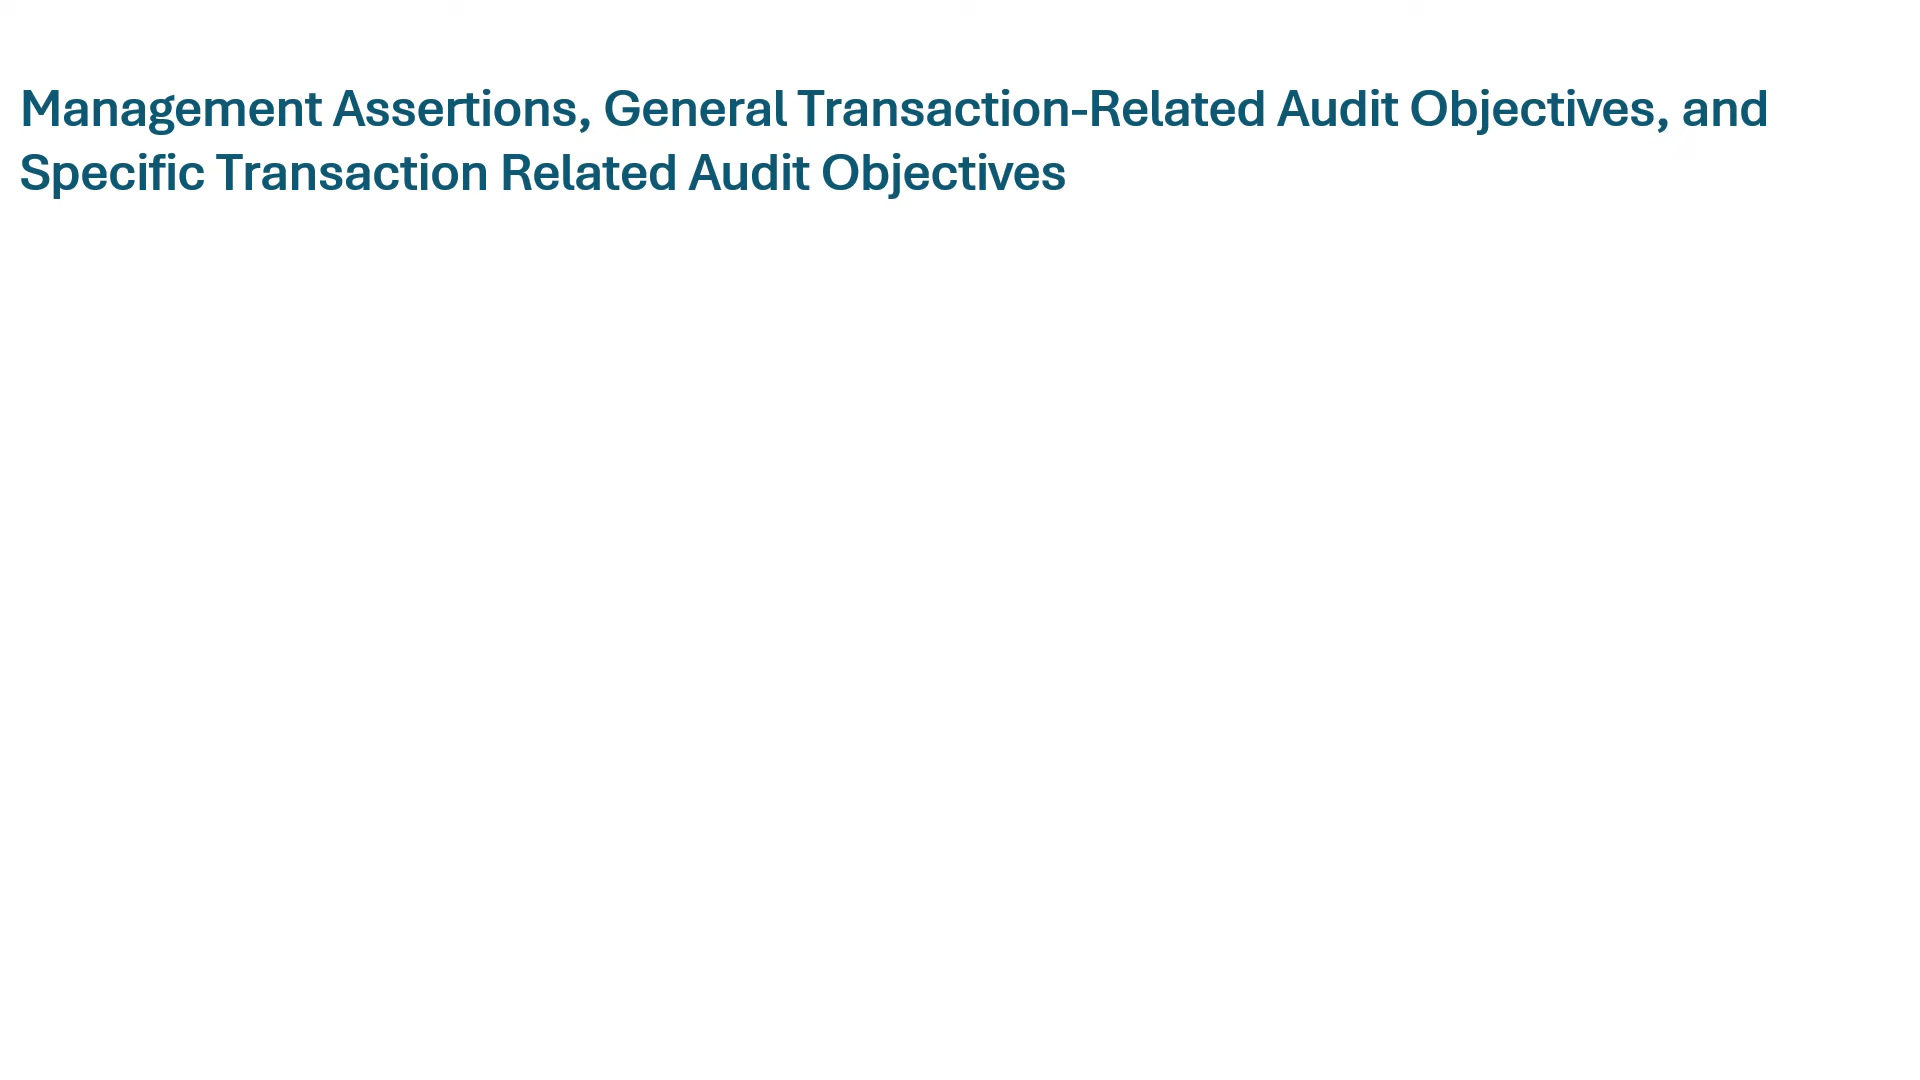 Management Assertions, General Transaction-Related Audit Objectives, and
Specific Transaction Related Audit Objectives